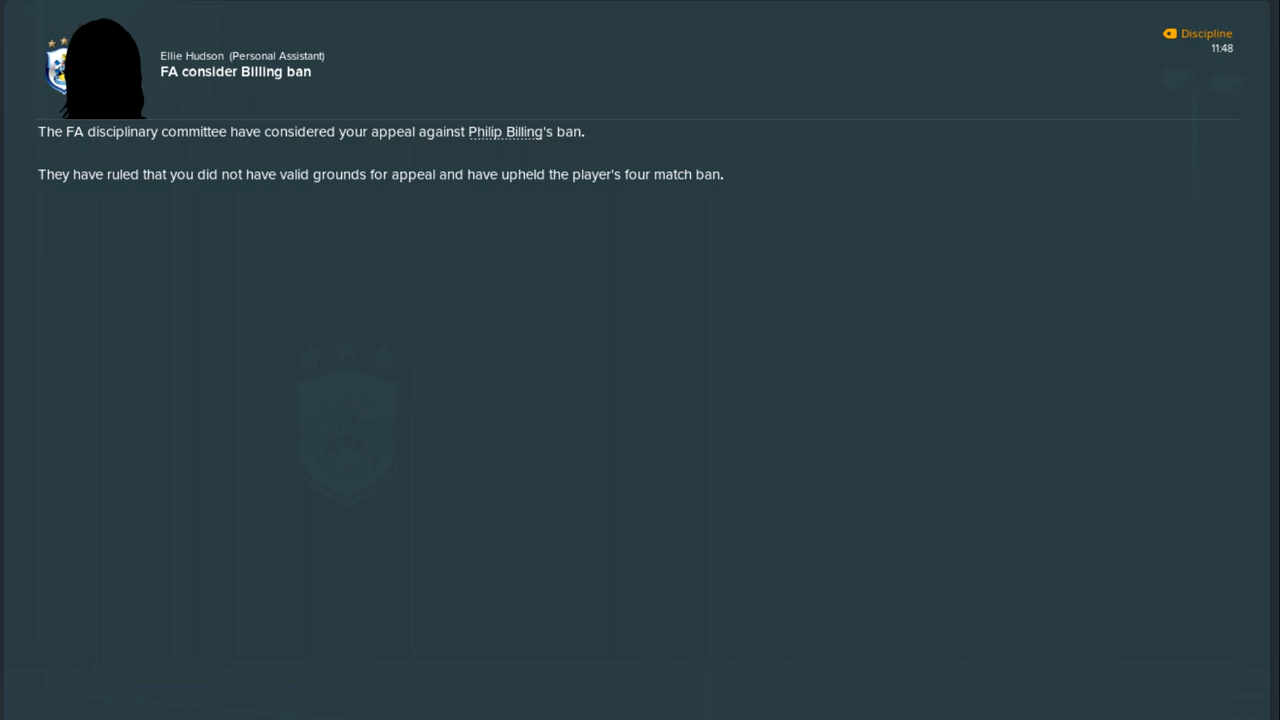 Ellie Hudson (Personal Assistant)
FA consider Billing ban
Discipline
11:48
The FA disciplinary committee have considered your appeal against Philip Billing's ban.
They have ruled that you did not have valid grounds for appeal and have upheld the player's four match ban.